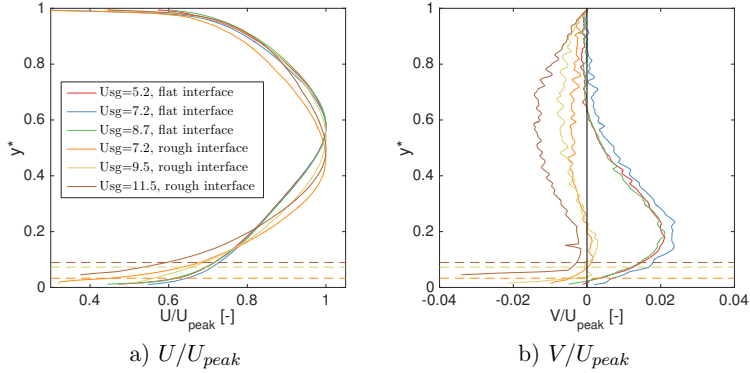 1
0.8
0.6
0.4
0.2
0
y*
Usg=5.2, flat interface
Usg=7.2, flat interface
Usg=8.7, flat interface
Usg=7.2, rough interface
Usg=9.5, rough interface
Usg=11.5, rough interface
0.4 0.6 0.8 1
U/U_peak [-]
a) U/U_peak
1
0.8
0.6
0.4
0.2
0
y*
-0.04 -0.02 0 0.02 0.04
V/U_peak [-]
b) V/U_peak